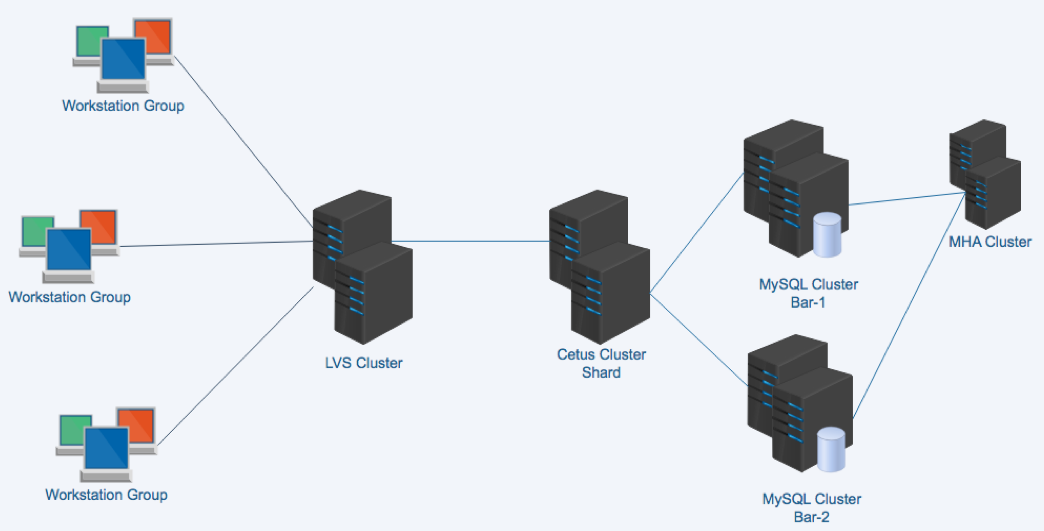 Workstation Group
Workstation Group
Workstation Group
LVS Cluster
Cetus Cluster
Shard
MySQL Cluster
Bar-1
MySQL Cluster
Bar-2
MHA Cluster